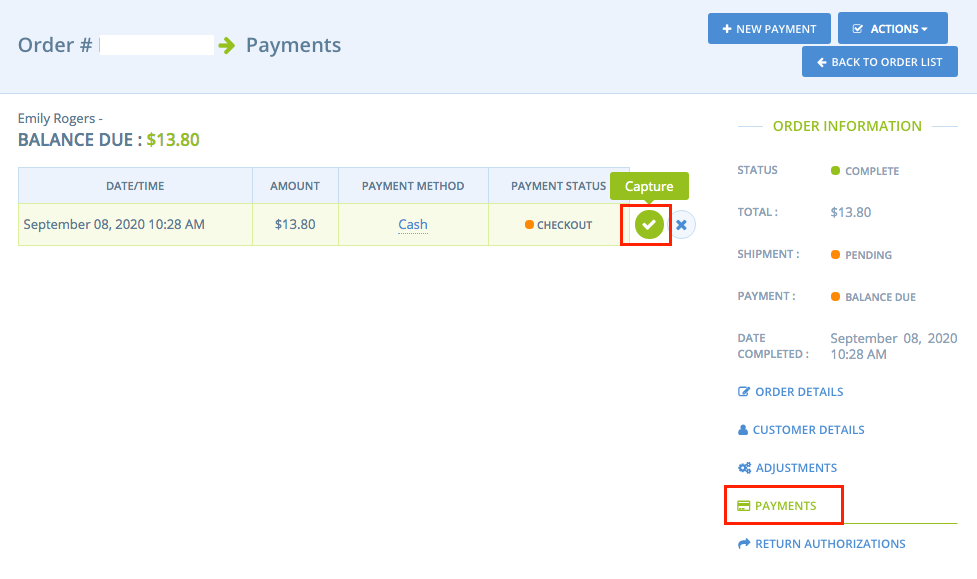 Order # Payments
NEW PAYMENT
ACTIONS
BACK TO ORDER LIST
Emily Rogers -
BALANCE DUE : $13.80
DATE/TIME AMOUNT PAYMENT METHOD PAYMENT STATUS
Capture
September 08, 2020 10:28 AM $13.80 Cash CHECKOUT
ORDER INFORMATION
STATUS COMPLETE
TOTAL : $13.80
SHIPMENT : PENDING
PAYMENT : BALANCE DUE
DATE September 08, 2020
COMPLETED : 10:28 AM
ORDER DETAILS
CUSTOMER DETAILS
ADJUSTMENTS
PAYMENTS
RETURN AUTHORIZATIONS